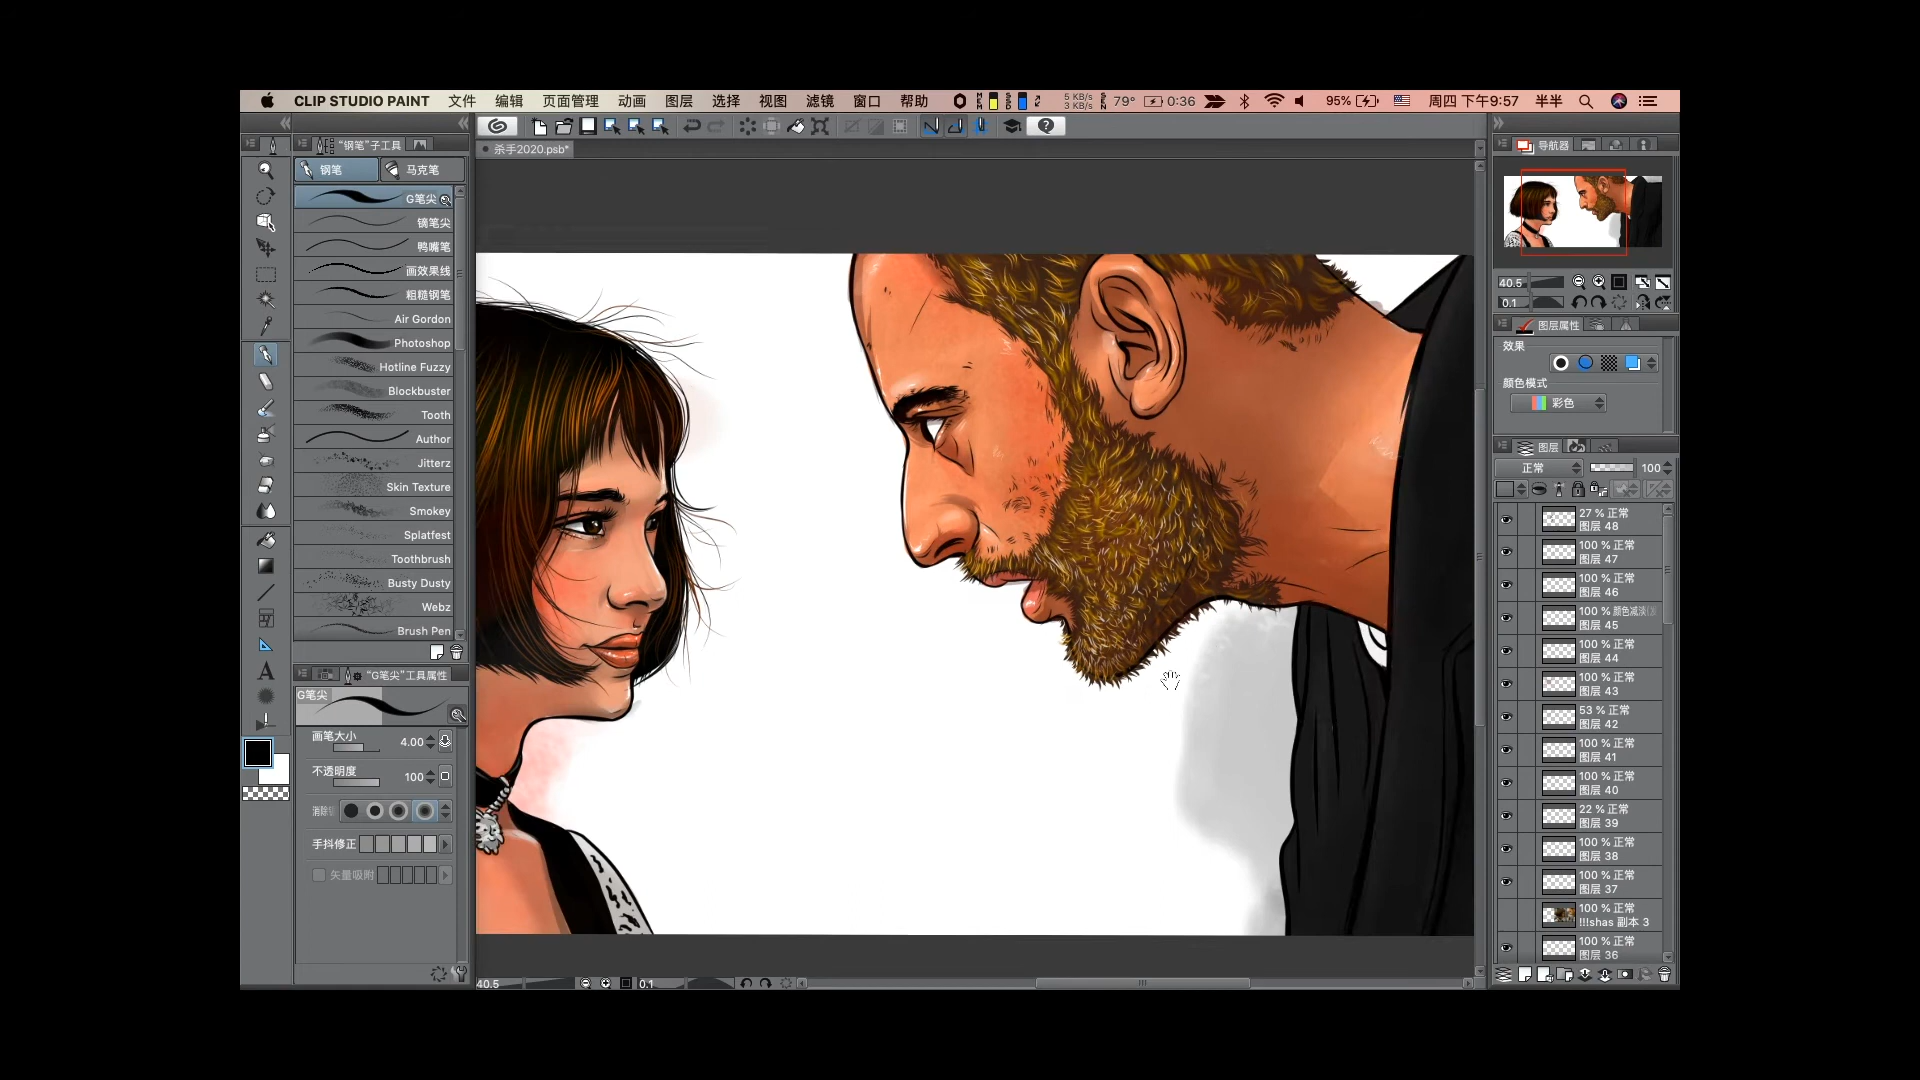 CLIP STUDIO PAINT 文件 编辑 页面管理 动画 图层 选择 视图 滤镜 窗口 帮助 5 KB/s 3 KB/s 79° 0:36 95% 周四 下午9:57 半半
“钢笔”子工具
杀手2020.psb*
钢笔 马克笔
G笔尖
镝笔尖
鸭嘴笔
画效果线
粗糙钢笔
Air Gordon
Photoshop
Hotline Fuzzy
Blockbuster
Tooth
Author
Jitterz
Skin Texture
Smokey
Splatfest
Toothbrush
Busty Dusty
Webz
Brush Pen
“G笔尖”工具属性
G笔尖
画笔大小 4.00
不透明度 100
手抖修正
矢量吸附
40.5 0.1
导航器
40.5
0.1
图层属性
效果
颜色模式
彩色
图层
正常 100
27 % 正常
图层 48
100 % 正常
图层 47
100 % 正常
图层 46
100 % 颜色减淡
图层 45
100 % 正常
图层 44
100 % 正常
图层 43
53 % 正常
图层 42
100 % 正常
图层 41
100 % 正常
图层 40
22 % 正常
图层 39
100 % 正常
图层 38
100 % 正常
图层 37
100 % 正常
!!!shas 副本 3
100 % 正常
图层 36